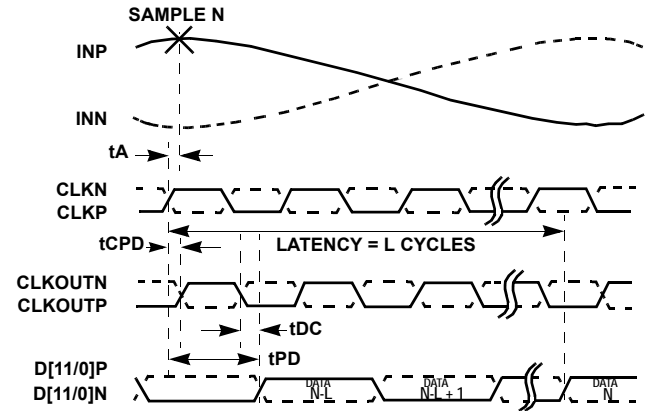 SAMPLE N
INP
INN
tA
CLKN
CLKP
tCPD
LATENCY = L CYCLES
CLKOUTN
CLKOUTP
tDC
tPD
D[11/0]P
D[11/0]N
DATA
N-L
DATA
N-L + 1
DATA
N